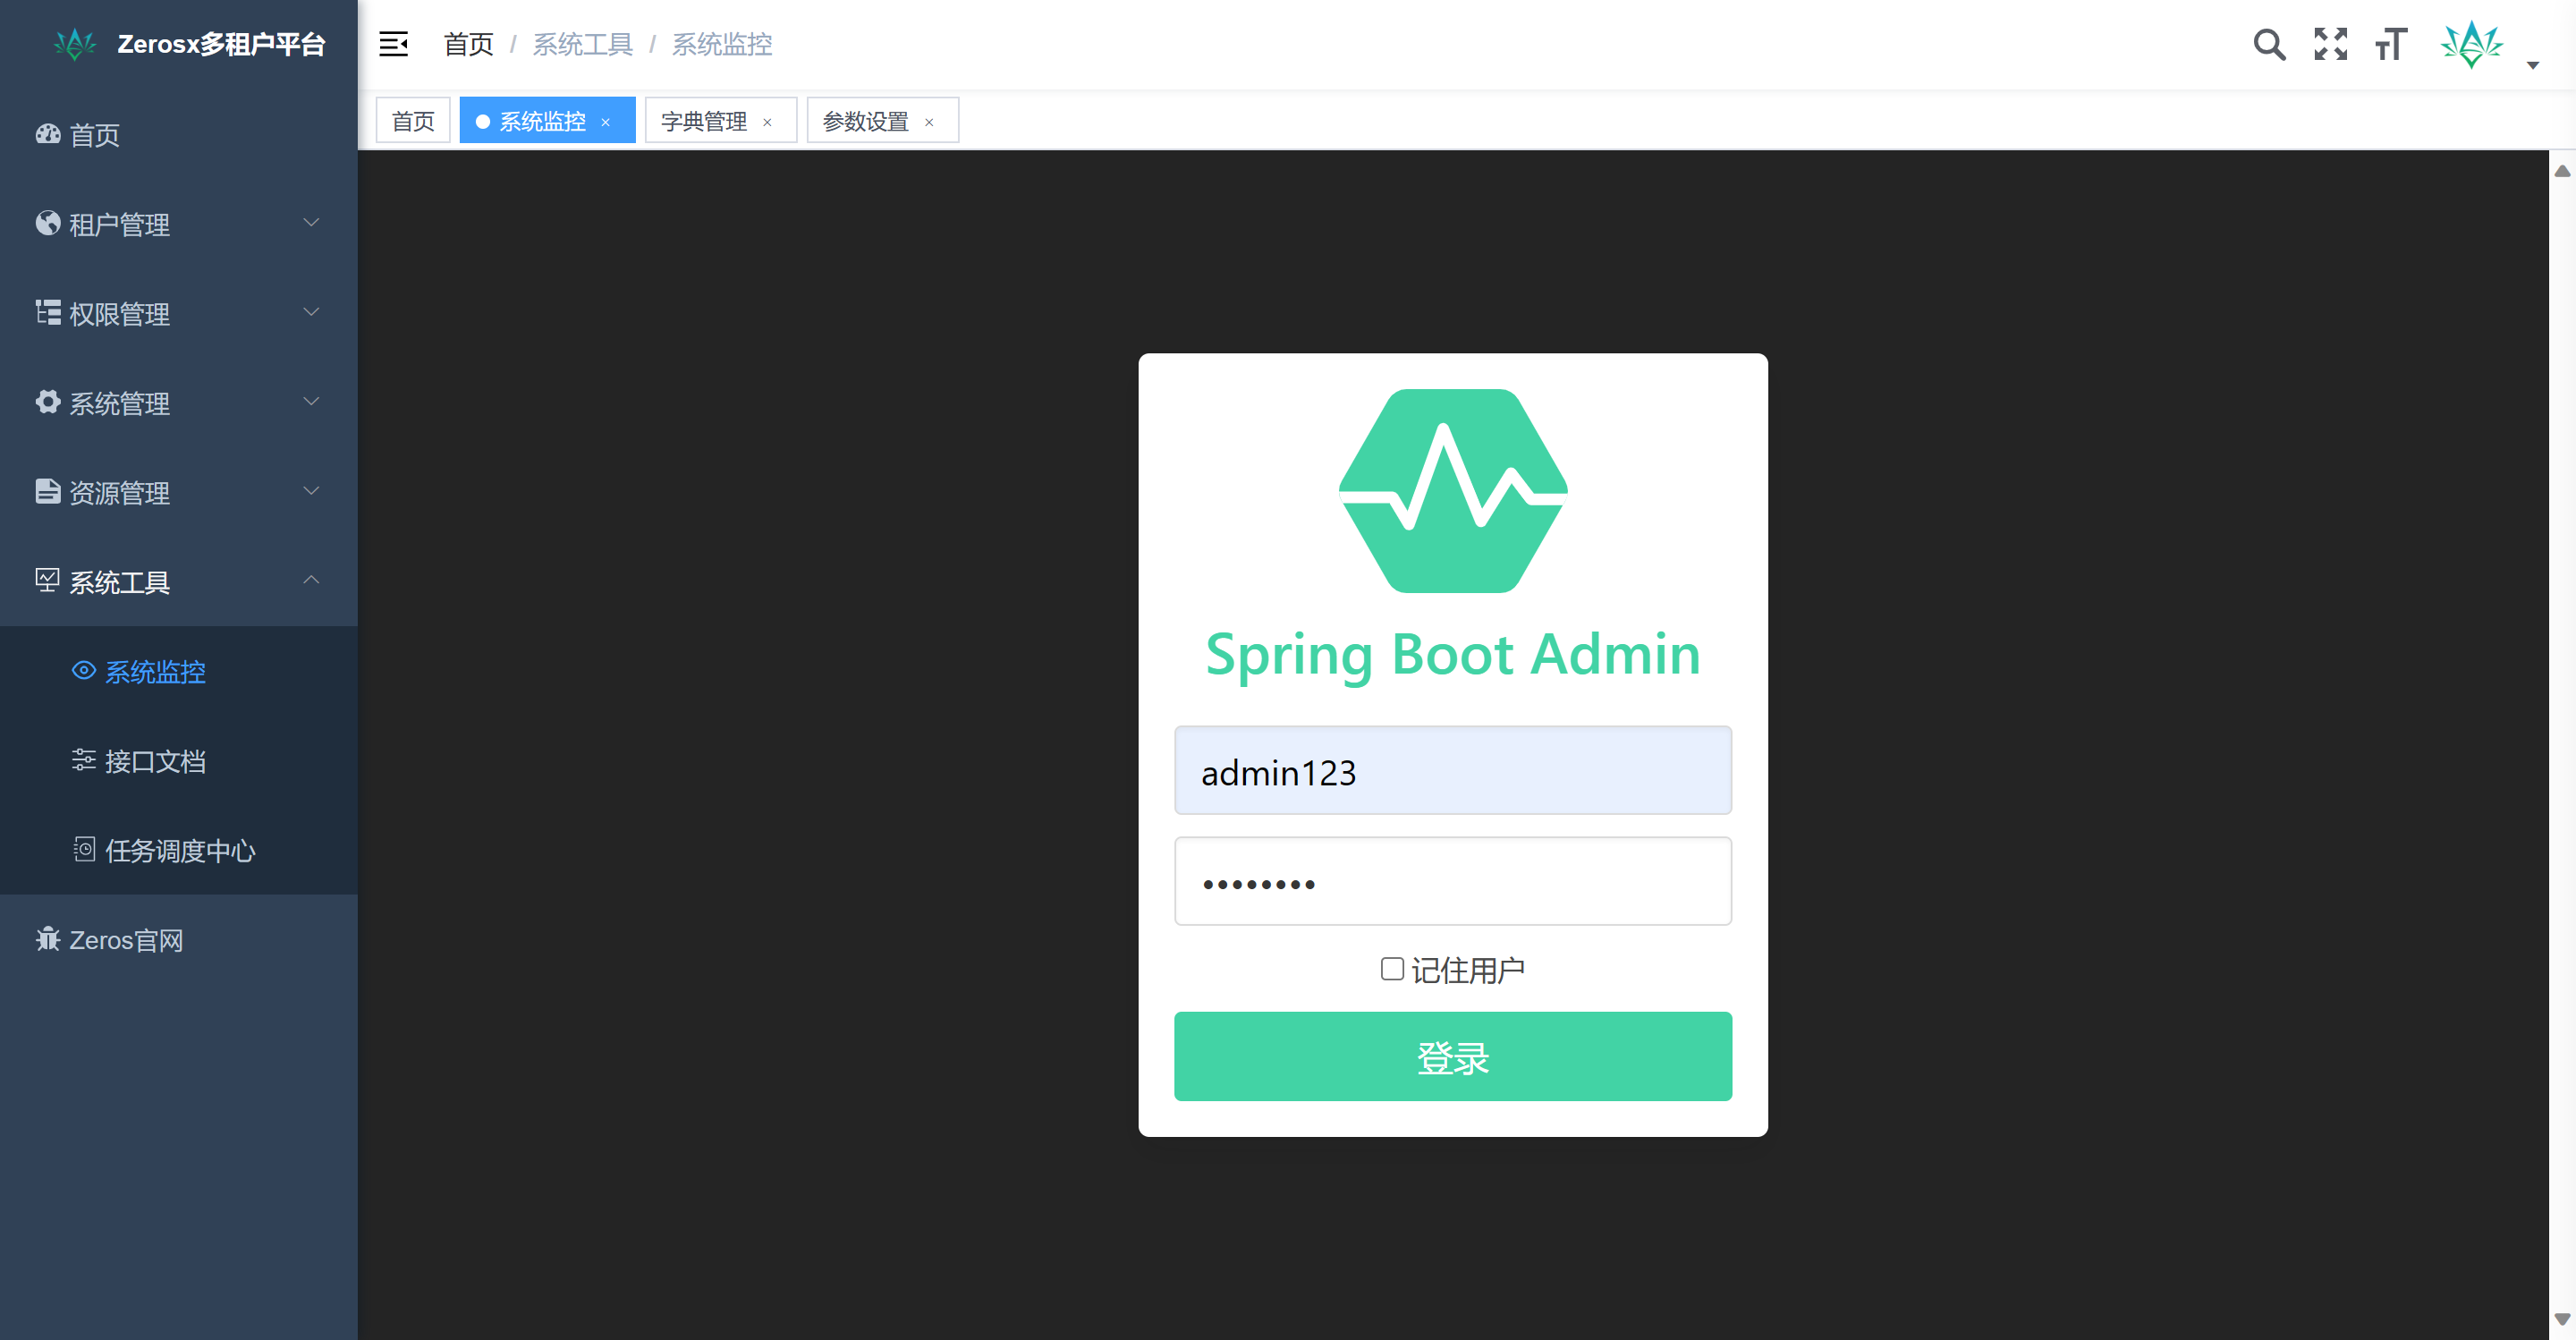 Zerosx多租户平台
首页 / 系统工具 / 系统监控
首页
系统监控 ×
字典管理 ×
参数设置 ×
首页
租户管理
权限管理
系统管理
资源管理
系统工具
系统监控
接口文档
任务调度中心
Zeros官网
Spring Boot Admin
admin123
••••••••
记住用户
登录